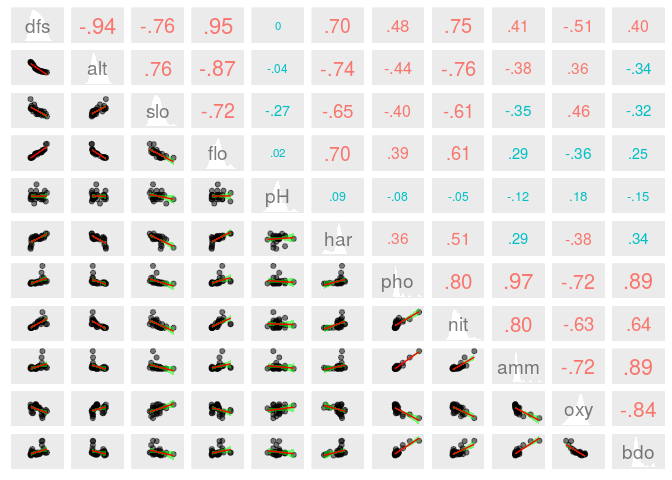 dfs -.94 -.76 .95 0 .70 .48 .75 .41 -.51 .40
alt .76 -.87 -.04 -.74 -.44 -.76 -.38 .36 -.34
slo -.72 -.27 -.65 -.40 -.61 -.35 .46 -.32
flo .02 .70 .39 .61 .29 -.36 .25
pH .09 -.08 -.05 -.12 .18 -.15
har .36 .51 .29 -.38 .34
pho .80 .97 -.72 .89
nit .80 -.63 .64
amm -.72 .89
oxy -.84
bdo